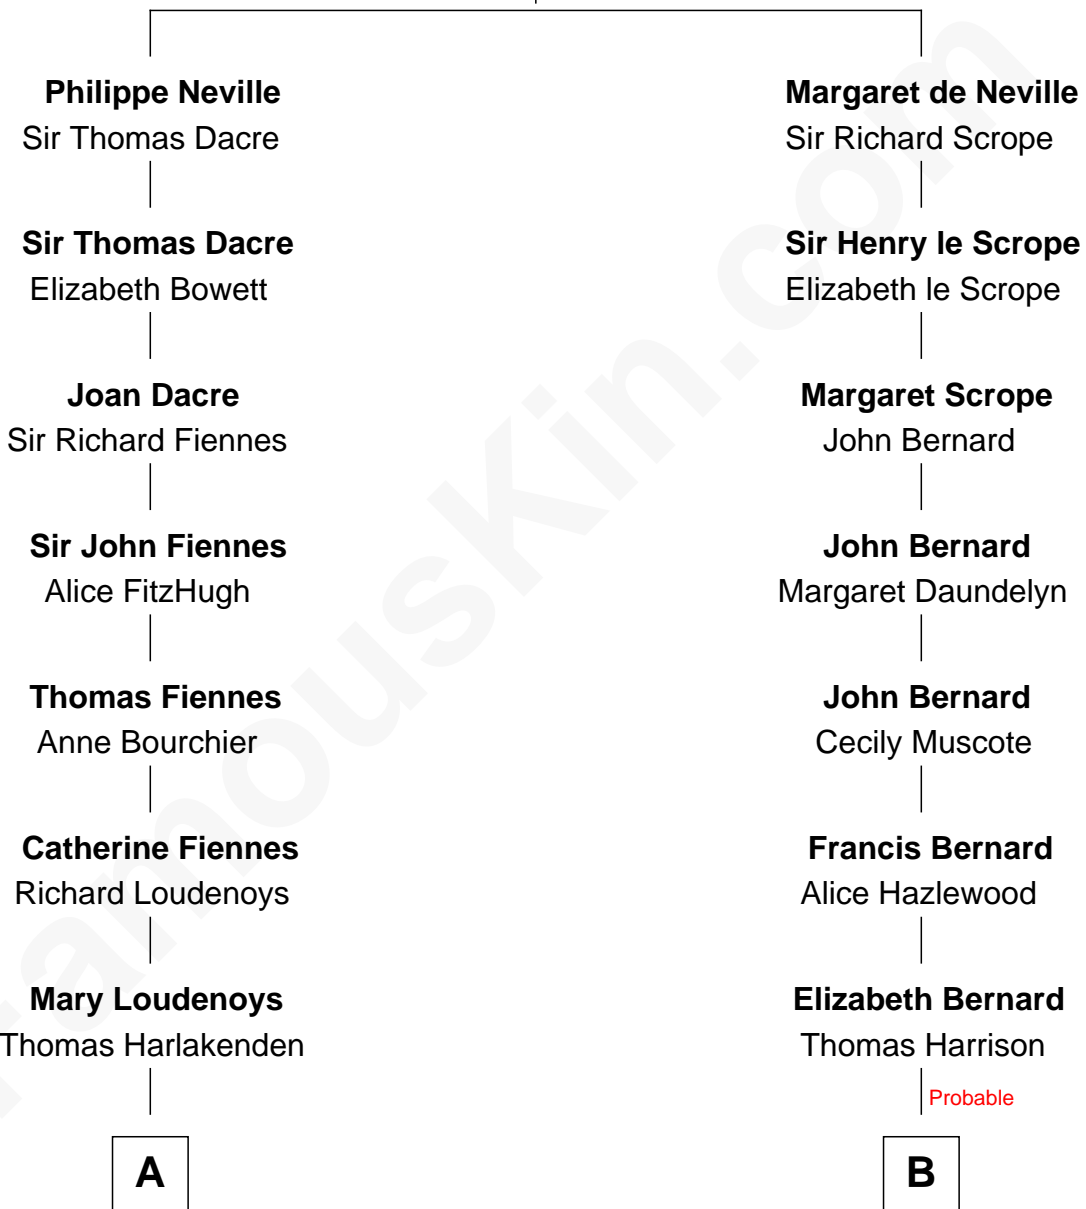 Philippe Neville
Sir Thomas Dacre
Sir Thomas Dacre
Elizabeth Bowett
Joan Dacre
Sir Richard Fiennes
Sir John Fiennes
Alice FitzHugh
Thomas Fiennes
Anne Bourchier
Catherine Fiennes
Richard Loudenoys
Mary Loudenoys
Thomas Harlakenden
A
Margaret de Neville
Sir Richard Scrope
Sir Henry le Scrope
Elizabeth le Scrope
Margaret Scrope
John Bernard
John Bernard
Margaret Daundelyn
John Bernard
Cecily Muscote
Francis Bernard
Alice Hazlewood
Elizabeth Bernard
Thomas Harrison
Probable
B
FamousKin.com